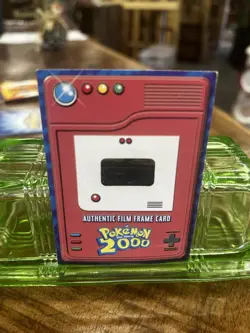 AUTHENTIC FILM FRAME CARD
POKéMON
2000